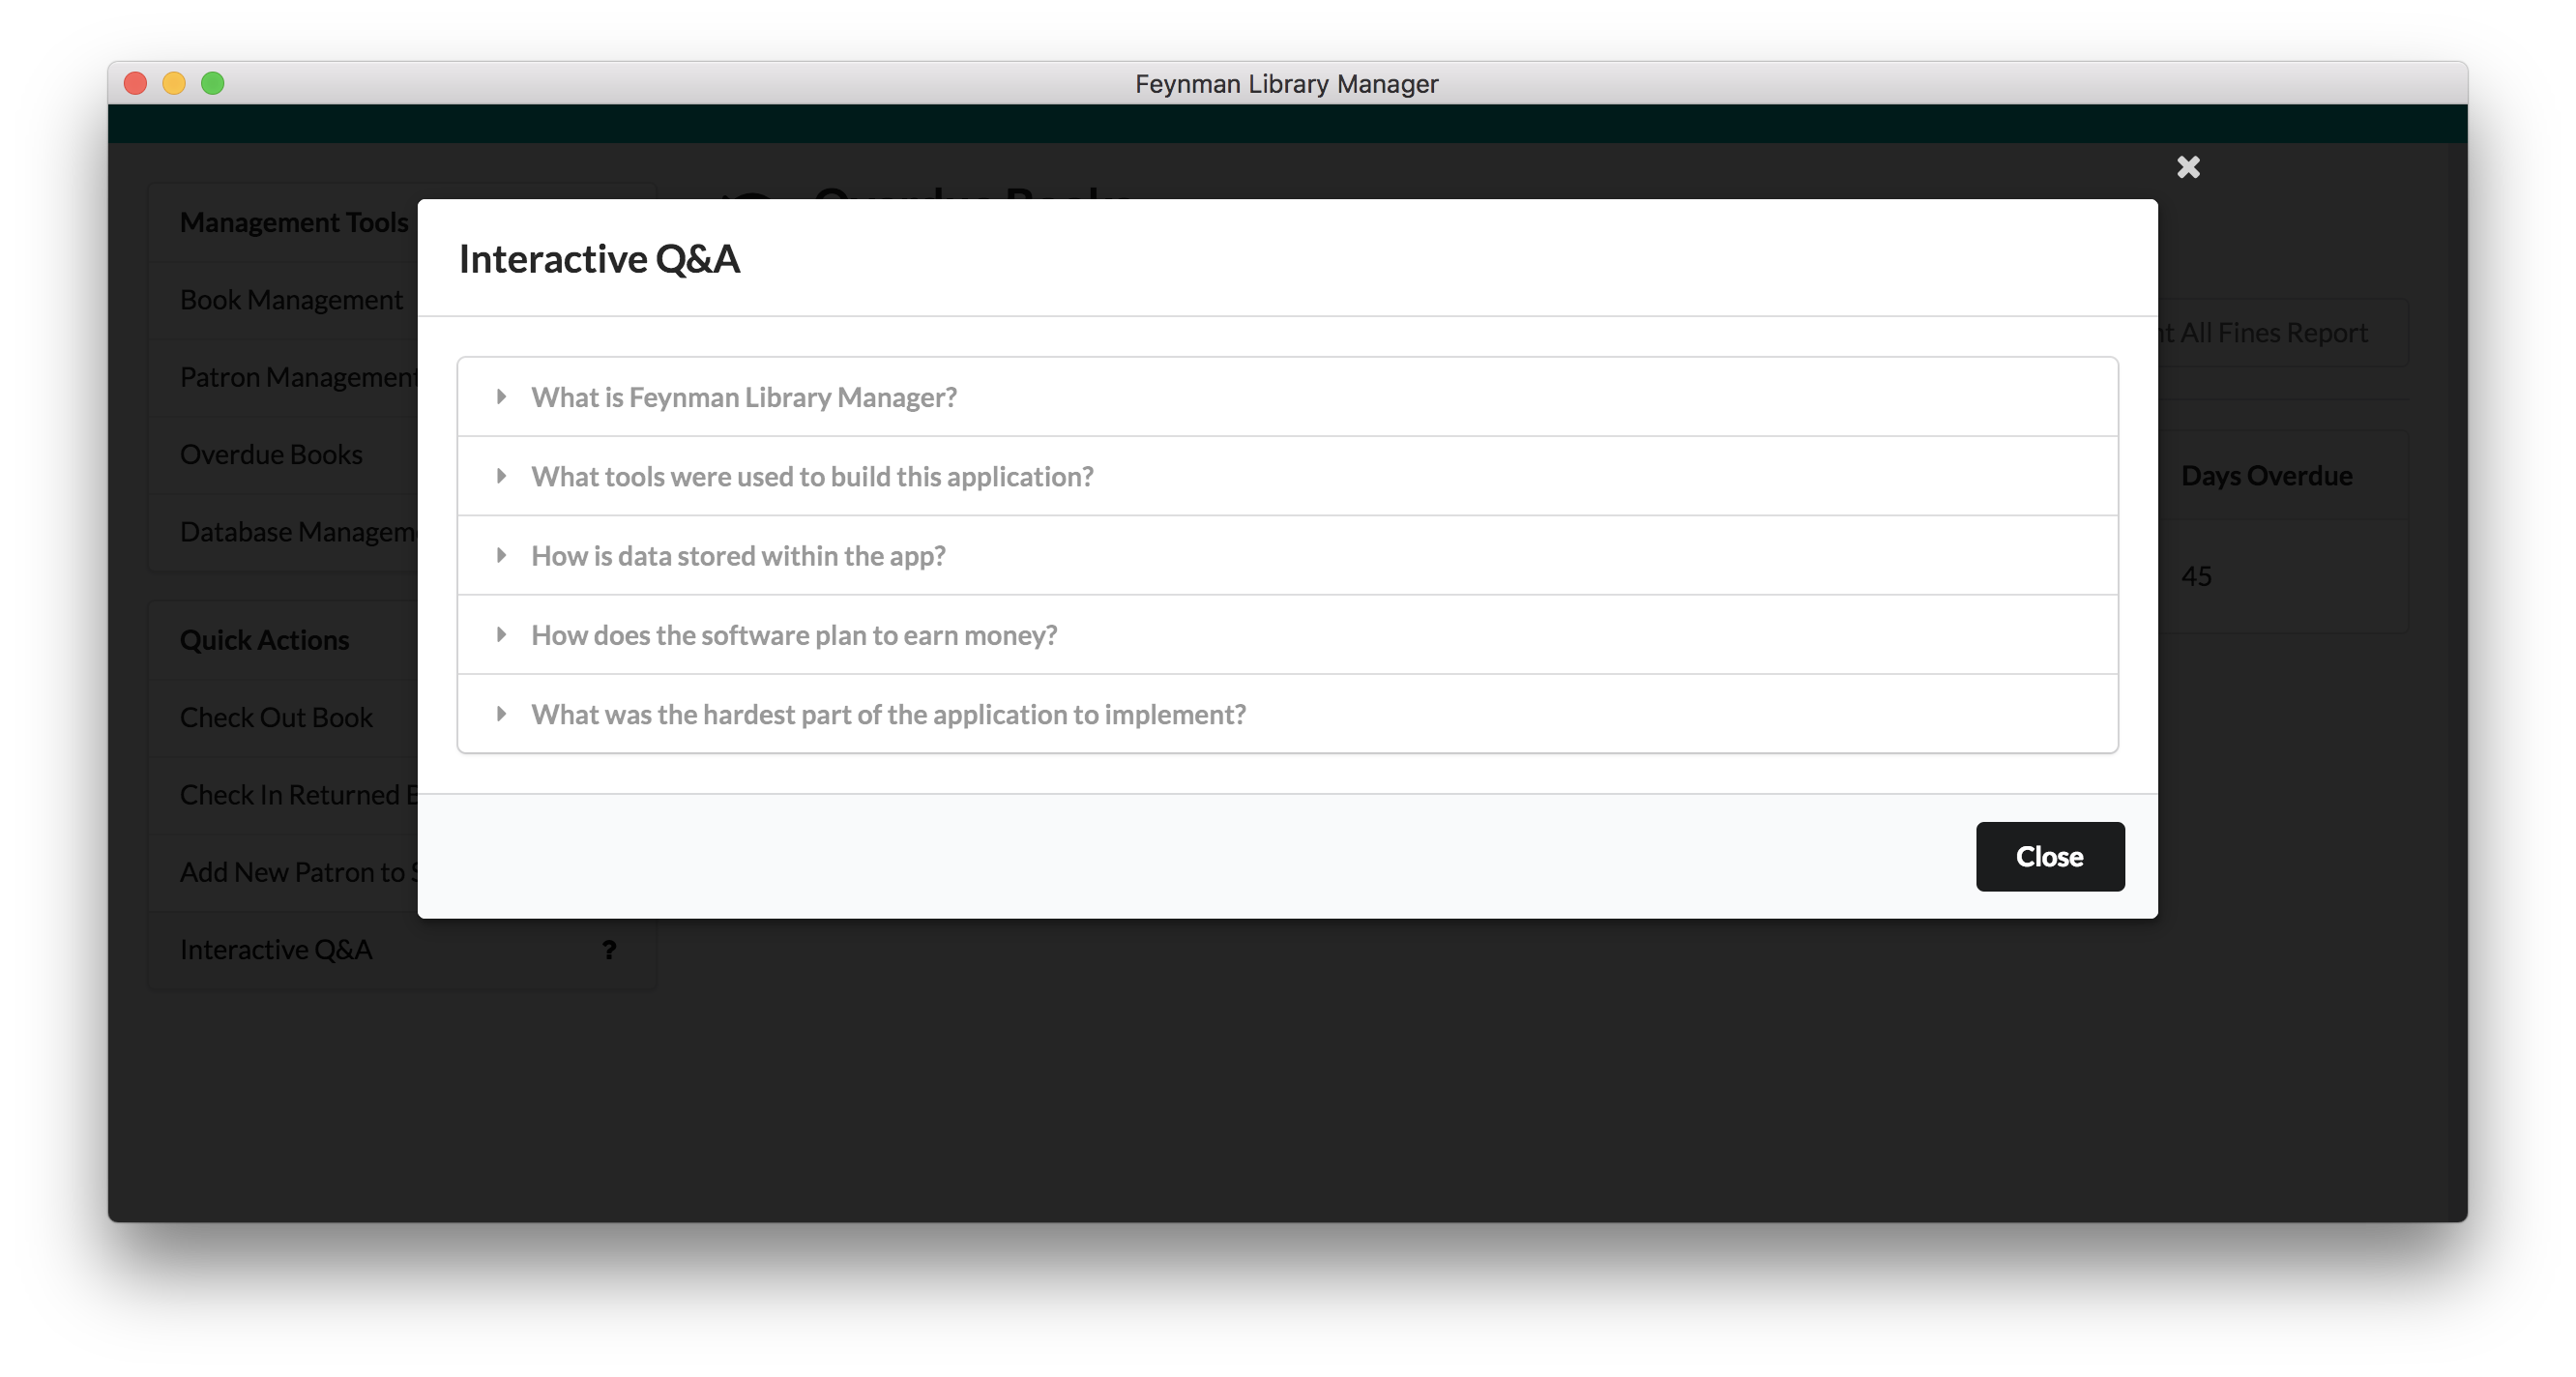 Feynman Library Manager
Overdue Books
Management Tools
Book Management
Patron Management
Overdue Books
Database
Quick Actions
Check Out Book
Check In Returned
Add New Patron to
Interactive Q&A
?
Interactive Q&A
What is Feynman Library Manager?
What tools were used to build this application?
How is data stored within the app?
How does the software plan to earn money?
What was the hardest part of the application to implement?
Close
All Fines Report
Days Overdue
45